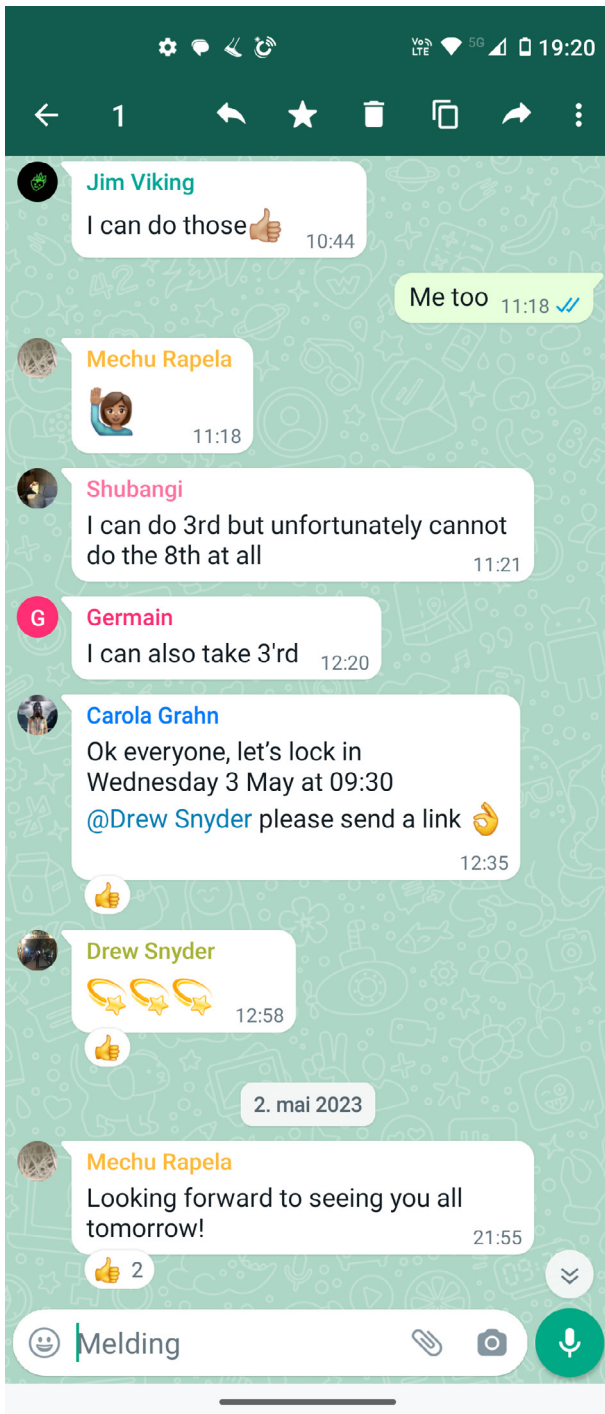 Vo LTE 5G 19:20
1
Jim Viking
I can do those👍🏼 10:44
Me too 11:18
Mechu Rapela
🙋🏽‍♀️
11:18
Shubangi
I can do 3rd but unfortunately cannot
do the 8th at all 11:21
G
Germain
I can also take 3'rd 12:20
Carola Grahn
Ok everyone, let’s lock in
Wednesday 3 May at 09:30
@Drew Snyder please send a link 👌
12:35
👍
Drew Snyder
💫💫💫 12:58
👍
2. mai 2023
Mechu Rapela
Looking forward to seeing you all
tomorrow! 21:55
👍 2
Melding